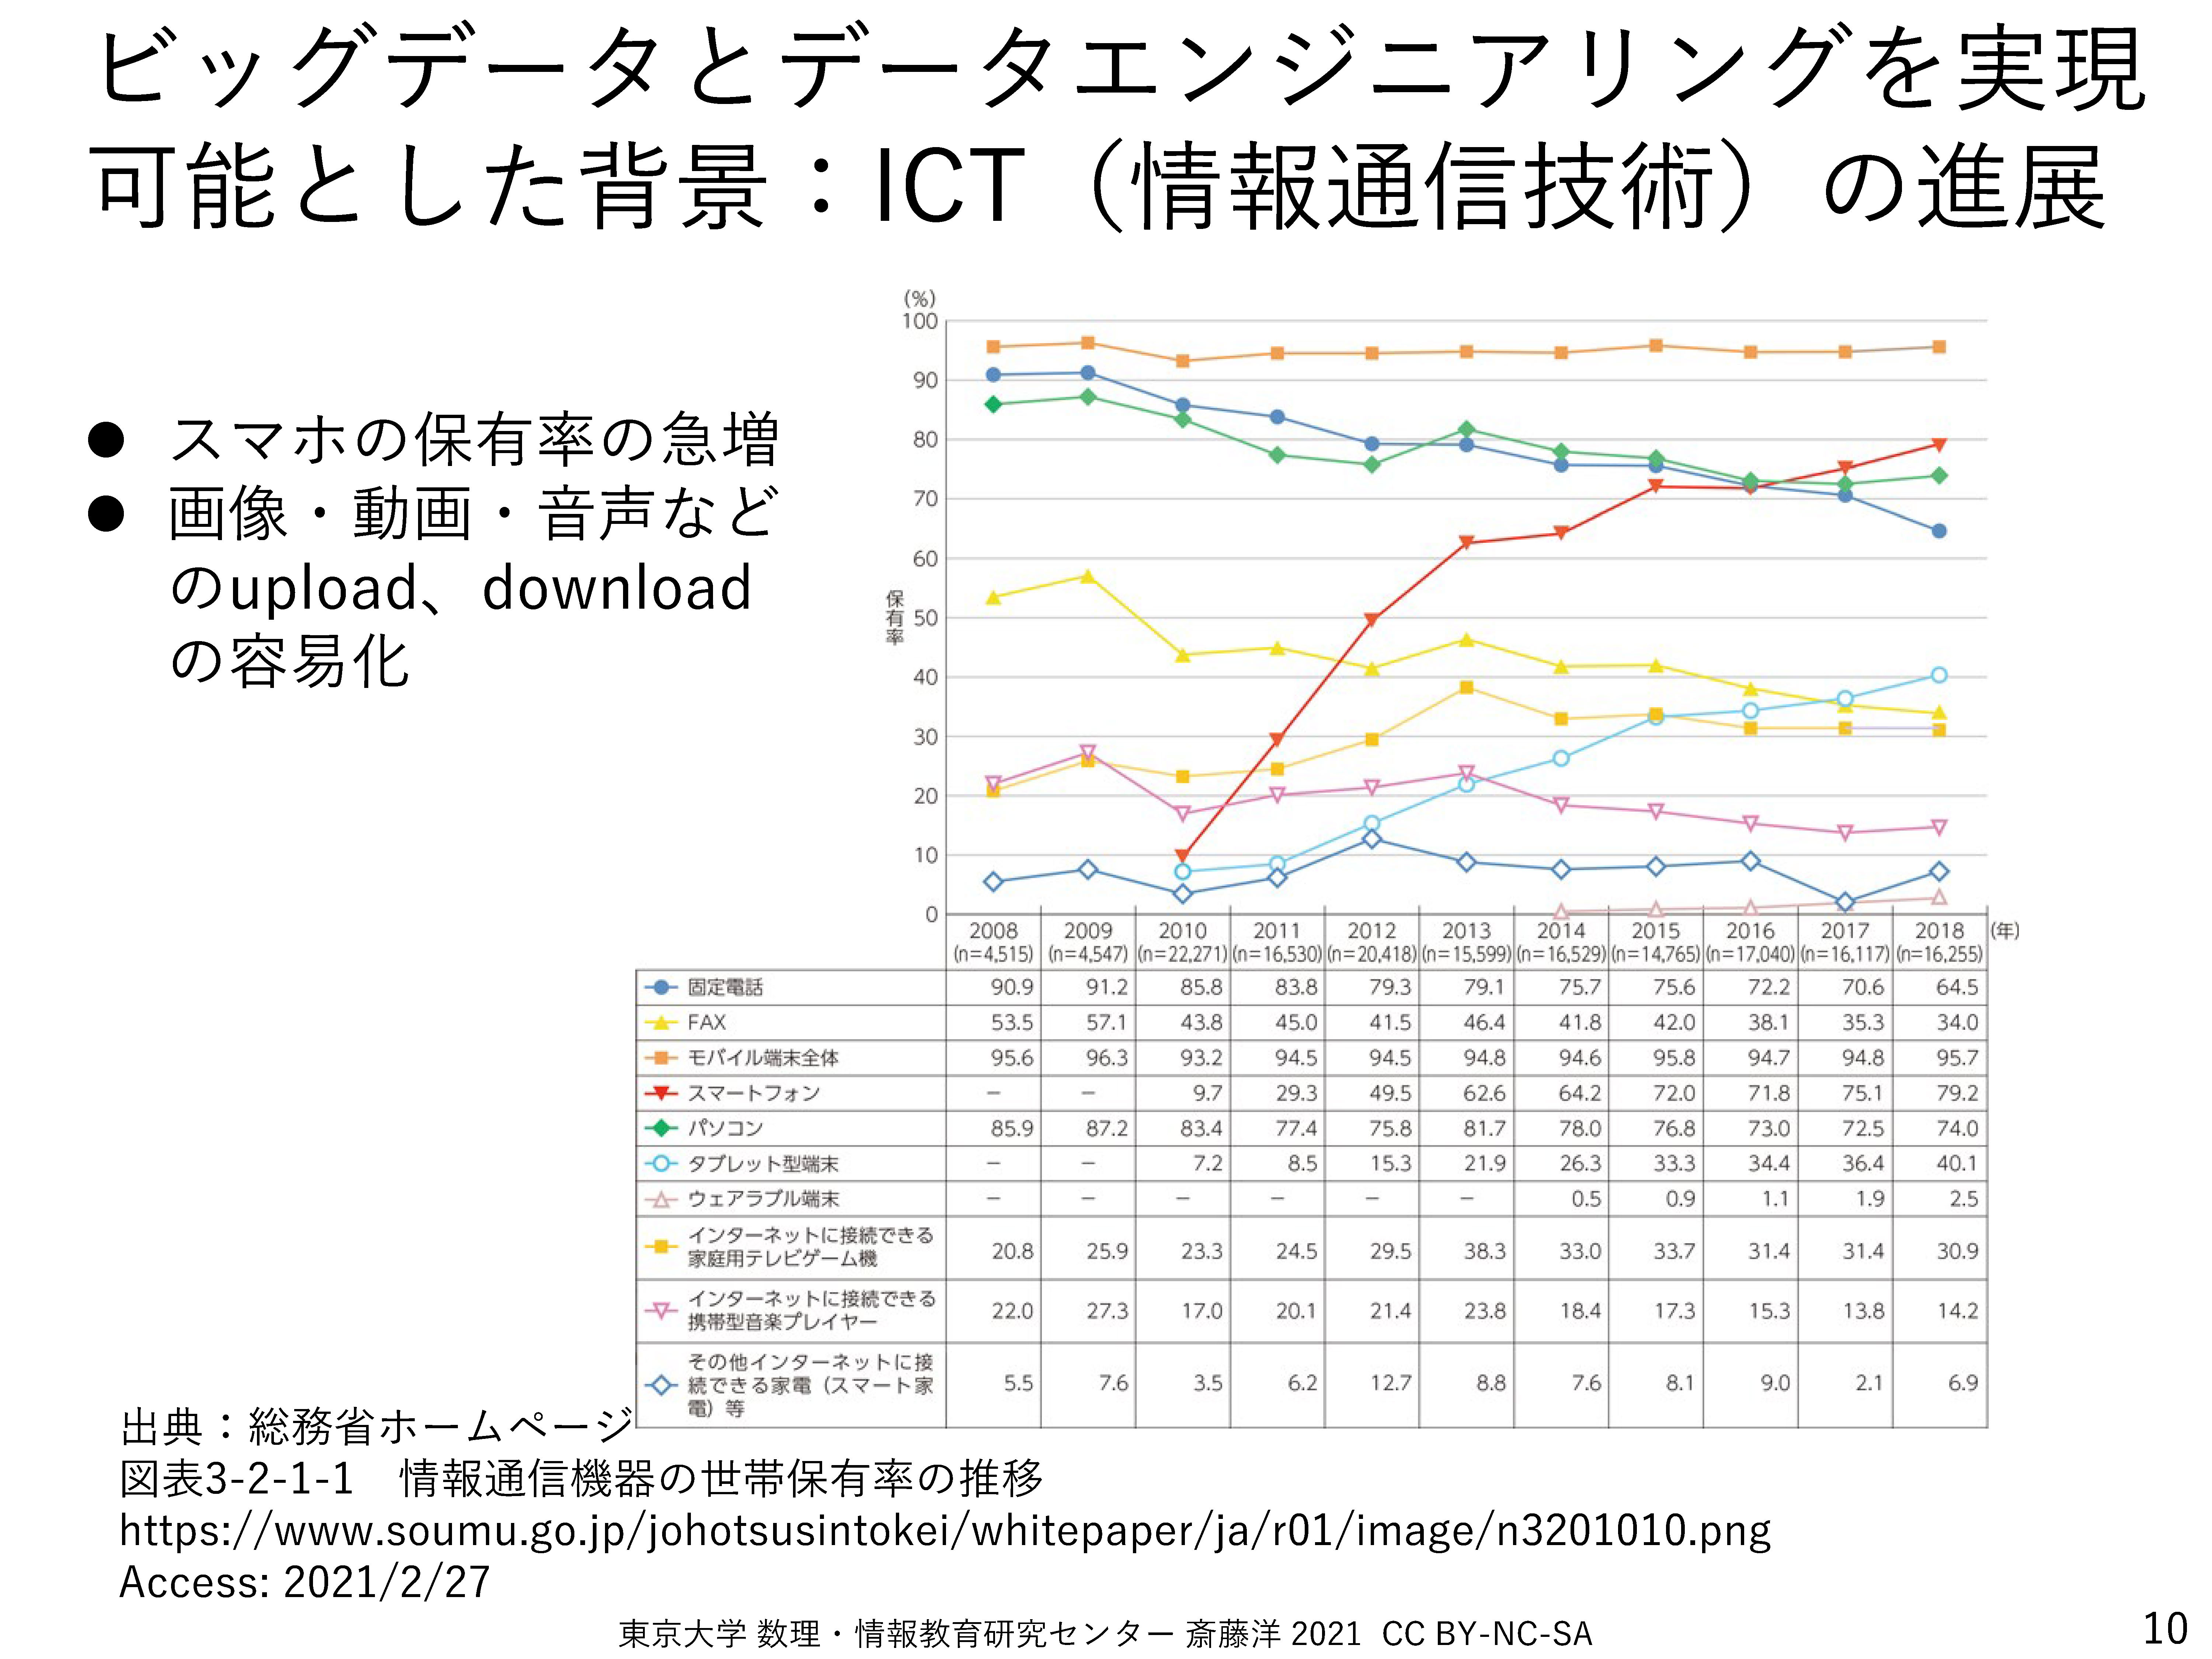 ビッグデータとデータエンジニアリングを実現
可能とした背景：ICT（情報通信技術）の進展
● スマホの保有率の急増
● 画像・動画・音声など
のupload、download
の容易化
(%)
100
90
80
70
60
50
40
30
20
10
0
保有率
2008 2009 2010 2011 2012 2013 2014 2015 2016 2017 2018 (年)
(n=4,515) (n=4,547) (n=22,271) (n=16,530) (n=20,418) (n=15,599) (n=16,529) (n=14,765) (n=17,040) (n=16,117) (n=16,255)
固定電話 90.9 91.2 85.8 83.8 79.3 79.1 75.7 75.6 72.2 70.6 64.5
FAX 53.5 57.1 43.8 45.0 41.5 46.4 41.8 42.0 38.1 35.3 34.0
モバイル端末全体 95.6 96.3 93.2 94.5 94.5 94.8 94.6 95.8 94.7 94.8 95.7
スマートフォン － － 9.7 29.3 49.5 62.6 64.2 72.0 71.8 75.1 79.2
パソコン 85.9 87.2 83.4 77.4 75.8 81.7 78.0 76.8 73.0 72.5 74.0
タブレット型端末 － － 7.2 8.5 15.3 21.9 26.3 33.3 34.4 36.4 40.1
ウェアラブル端末 － － － － － － 0.5 0.9 1.1 1.9 2.5
インターネットに接続できる
家庭用テレビゲーム機 20.8 25.9 23.3 24.5 29.5 38.3 33.0 33.7 31.4 31.4 30.9
インターネットに接続できる
携帯型音楽プレイヤー 22.0 27.3 17.0 20.1 21.4 23.8 18.4 17.3 15.3 13.8 14.2
その他インターネットに接
続できる家電（スマート家 5.5 7.6 3.5 6.2 12.7 8.8 7.6 8.1 9.0 2.1 6.9
電）等
出典：総務省ホームページ
図表3-2-1-1　情報通信機器の世帯保有率の推移
https://www.soumu.go.jp/johotsusintokei/whitepaper/ja/r01/image/n3201010.png
Access: 2021/2/27
東京大学 数理・情報教育研究センター 斎藤洋 2021 CC BY-NC-SA
10